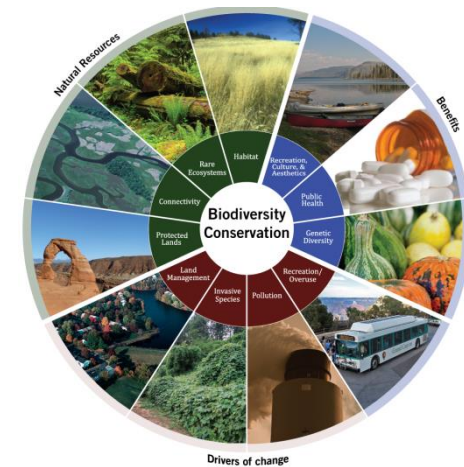 Natural Resources
Benefits
Drivers of change
Biodiversity
Conservation
Habitat
Recreation,
Culture, &
Aesthetics
Public
Health
Genetic
Diversity
Recreation/
Overuse
Pollution
Invasive
Species
Land
Management
Protected
Lands
Connectivity
Rare
Ecosystems